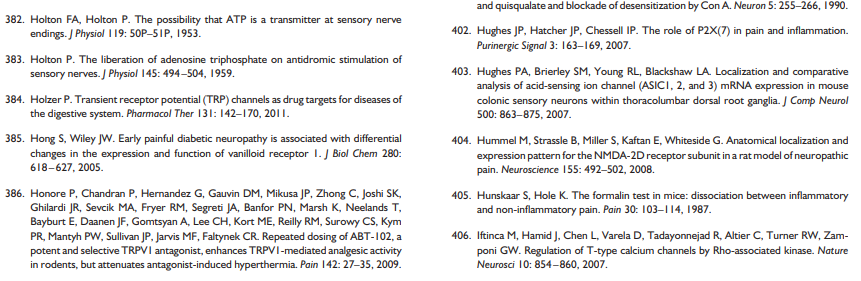 382. Holton FA, Holton P. The possibility that ATP is a transmitter at sensory nerve
endings. J Physiol 119: 50P–51P, 1953.
383. Holton P. The liberation of adenosine triphosphate on antidromic stimulation of
sensory nerves. J Physiol 145: 494–504, 1959.
384. Holzer P. Transient receptor potential (TRP) channels as drug targets for diseases of
the digestive system. Pharmacol Ther 131: 142–170, 2011.
385. Hong S, Wiley JW. Early painful diabetic neuropathy is associated with differential
changes in the expression and function of vanilloid receptor 1. J Biol Chem 280:
618–627, 2005.
386. Honore P, Chandran P, Hernandez G, Gauvin DM, Mikusa JP, Zhong C, Joshi SK,
Ghilardi JR, Sevcik MA, Fryer RM, Segreti JA, Banfor PN, Marsh K, Neelands T,
Bayburt E, Daanen JF, Gomtsyan A, Lee CH, Kort ME, Reilly RM, Surowy CS, Kym
PR, Mantyh PW, Sullivan JP, Jarvis MF, Faltynek CR. Repeated dosing of ABT-102, a
potent and selective TRPV1 antagonist, enhances TRPV1-mediated analgesic activity
in rodents, but attenuates antagonist-induced hyperthermia. Pain 142: 27–35, 2009.
and quisqualate and blockade of desensitization by Con A. Neuron 5: 255–266, 1990.
402. Hughes JP, Hatcher JP, Chessell IP. The role of P2X(7) in pain and inflammation.
Purinergic Signal 3: 163–169, 2007.
403. Hughes PA, Brierley SM, Young RL, Blackshaw LA. Localization and comparative
analysis of acid-sensing ion channel (ASIC1, 2, and 3) mRNA expression in mouse
colonic sensory neurons within thoracolumbar dorsal root ganglia. J Comp Neurol
500: 863–875, 2007.
404. Hummel M, Strassle B, Miller S, Kaftan E, Whiteside G. Anatomical localization and
expression pattern for the NMDA-2D receptor subunit in a rat model of neuropathic
pain. Neuroscience 155: 492–502, 2008.
405. Hunskaar S, Hole K. The formalin test in mice: dissociation between inflammatory
and non-inflammatory pain. Pain 30: 103–114, 1987.
406. Iftinca M, Hamid J, Chen L, Varela D, Tadayonnejad R, Altier C, Turner RW, Zam-
poni GW. Regulation of T-type calcium channels by Rho-associated kinase. Nature
Neurosci 10: 854–860, 2007.